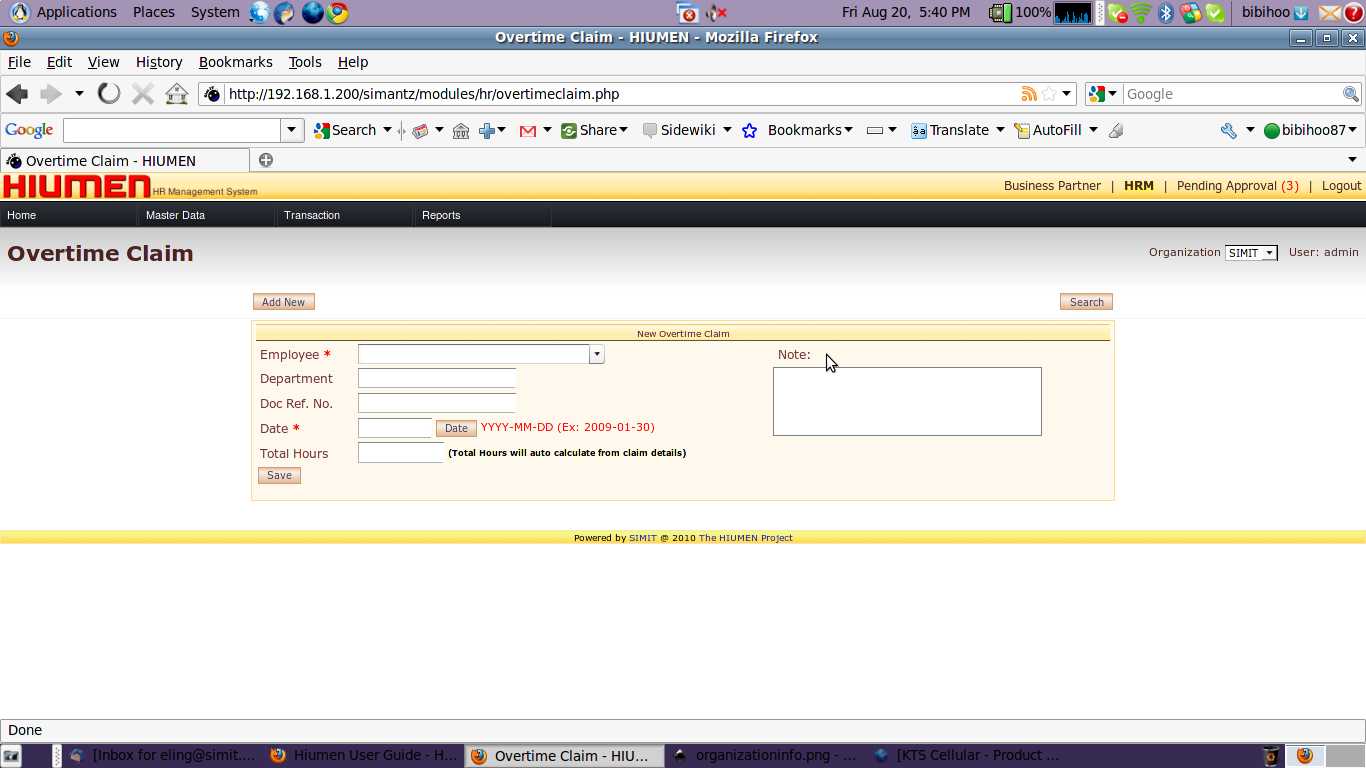 Applications Places System Fri Aug 20, 5:40 PM 100% bibihoo
Overtime Claim - HIUMEN - Mozilla Firefox
File Edit View History Bookmarks Tools Help
http://192.168.1.200/simantz/modules/hr/overtimeclaim.php Google
Google Search Share Sidewiki Bookmarks Translate AutoFill bibihoo87
Overtime Claim - HIUMEN
HIUMEN HR Management System Business Partner | HRM | Pending Approval (3) | Logout
Home Master Data Transaction Reports
Overtime Claim Organization SIMIT User: admin
Add New Search
New Overtime Claim
Employee * Note:
Department
Doc Ref. No.
Date * Date YYYY-MM-DD (Ex: 2009-01-30)
Total Hours (Total Hours will auto calculate from claim details)
Save
Powered by SIMIT @ 2010 The HIUMEN Project
Done
[Inbox for eling@simit.... Hiumen User Guide - H... Overtime Claim - HIU... organizationinfo.png - ... [KTS Cellular - Product ...